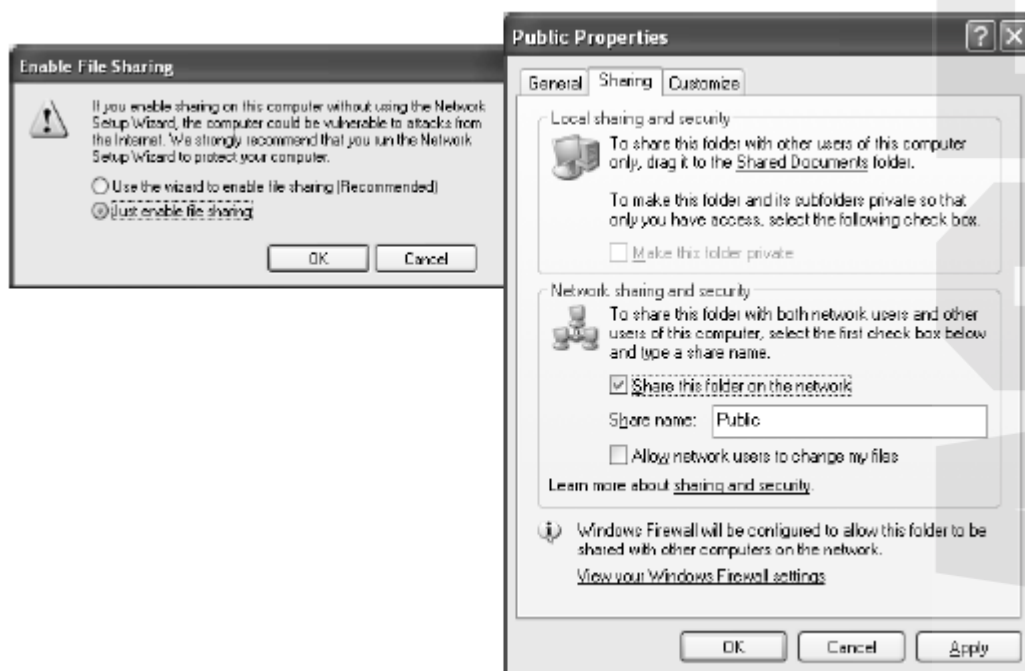 Enable File Sharing
If you enable sharing on this computer without using the Network
Setup Wizard, the computer could be vulnerable to attacks from
the Internet. We strongly recommend that you run the Network
Setup Wizard to protect your computer.
Use the wizard to enable file sharing (Recommended)
Just enable file sharing
OK
Cancel
Public Properties
General
Sharing
Customize
Local sharing and security
To share this folder with other users of this computer
only, drag it to the Shared Documents folder.
To make this folder and its subfolders private so that
only you have access, select the following check box.
Make this folder private
Network sharing and security
To share this folder with both network users and other
users of this computer, select the first check box below
and type a share name.
Share this folder on the network
Share name:
Public
Allow network users to change my files
Learn more about sharing and security.
Windows Firewall will be configured to allow this folder to be
shared with other computers on the network.
View your Windows Firewall settings
OK
Cancel
Apply